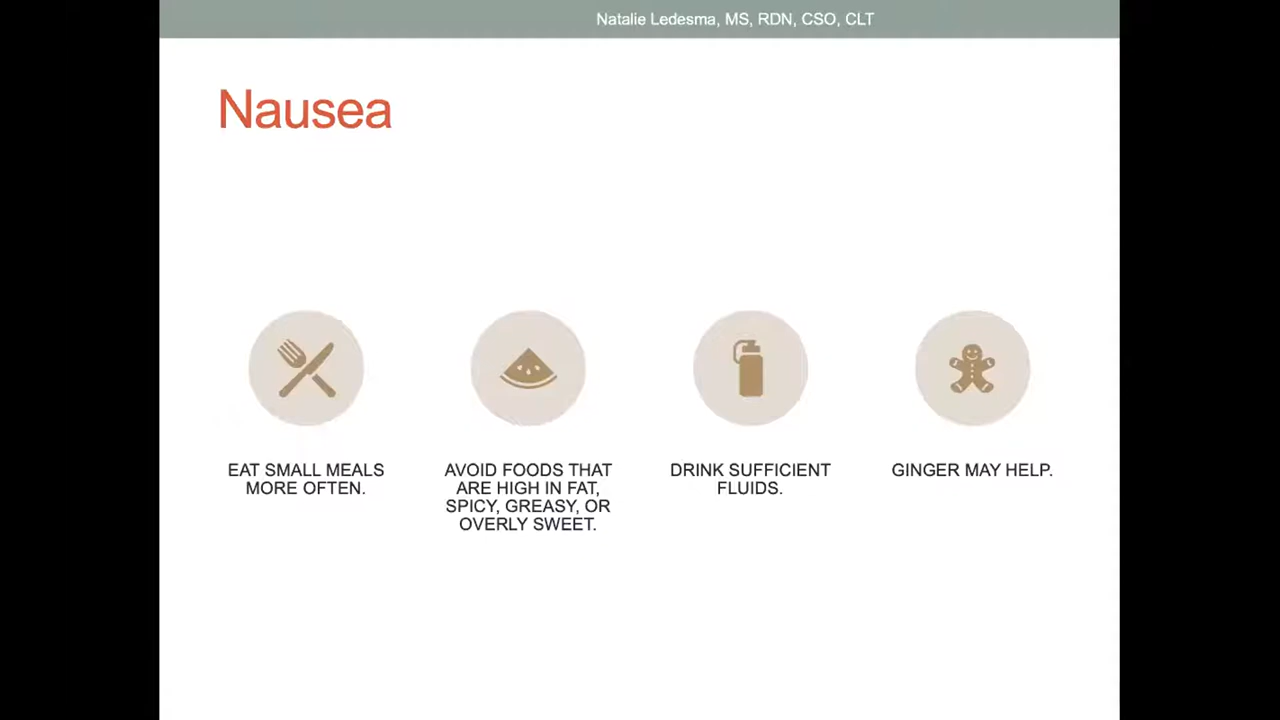 Natalie Ledesma, MS, RDN, CSO, CLT
Nausea
EAT SMALL MEALS
MORE OFTEN.
AVOID FOODS THAT
ARE HIGH IN FAT,
SPICY, GREASY, OR
OVERLY SWEET.
DRINK SUFFICIENT
FLUIDS.
GINGER MAY HELP.